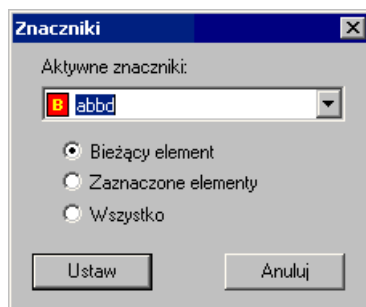 Znaczniki
Aktywne znaczniki:
B abbd
Bieżący element
Zaznaczone elementy
Wszystko
Ustaw Anuluj